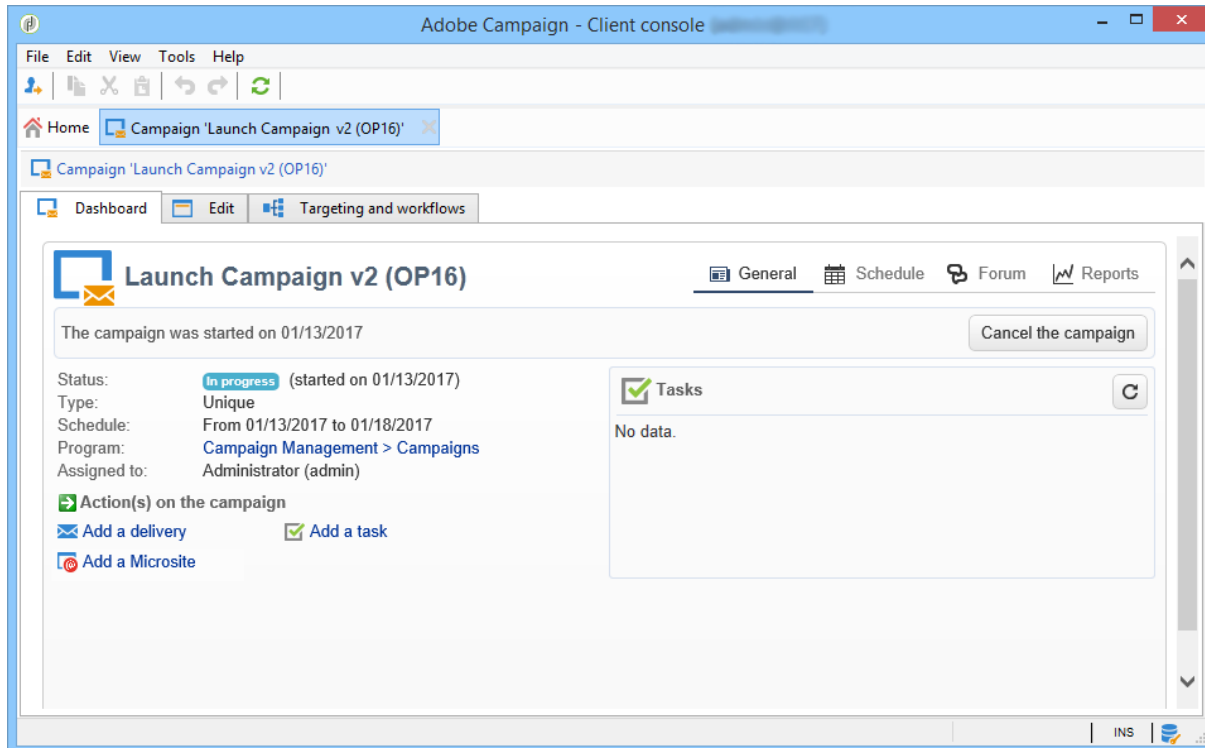 Adobe Campaign - Client console
File Edit View Tools Help
Home Campaign 'Launch Campaign v2 (OP16)'
Campaign 'Launch Campaign v2 (OP16)'
Dashboard Edit Targeting and workflows
Launch Campaign v2 (OP16) General Schedule Forum Reports
The campaign was started on 01/13/2017 Cancel the campaign
Status: In progress (started on 01/13/2017)
Type: Unique
Schedule: From 01/13/2017 to 01/18/2017
Program: Campaign Management > Campaigns
Assigned to: Administrator (admin)
Tasks
No data.
Action(s) on the campaign
Add a delivery Add a task
Add a Microsite
INS